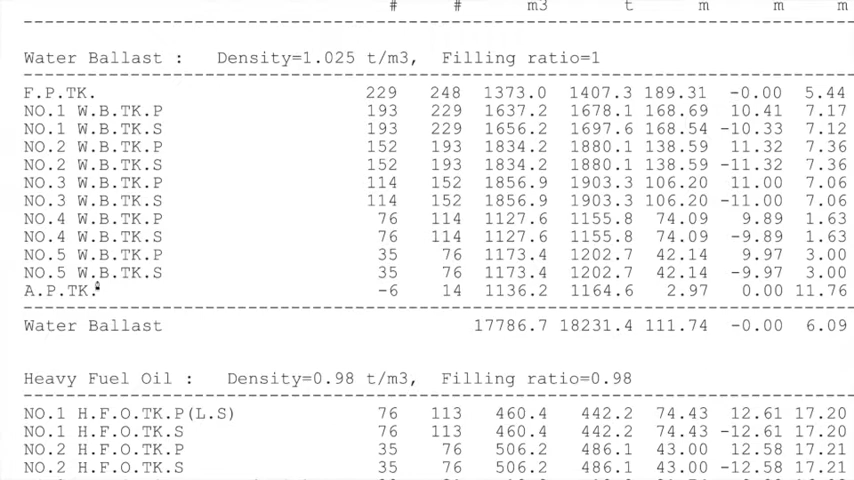 # # m3 t m m m
Water Ballast : Density=1.025 t/m3, Filling ratio=1
F.P.TK. 229 248 1373.0 1407.3 189.31 -0.00 5.44
NO.1 W.B.TK.P 193 229 1637.2 1678.1 168.69 10.41 7.17
NO.1 W.B.TK.S 193 229 1656.2 1697.6 168.54 -10.33 7.12
NO.2 W.B.TK.P 152 193 1834.2 1880.1 138.59 11.32 7.36
NO.2 W.B.TK.S 152 193 1834.2 1880.1 138.59 -11.32 7.36
NO.3 W.B.TK.P 114 152 1856.9 1903.3 106.20 11.00 7.06
NO.3 W.B.TK.S 114 152 1856.9 1903.3 106.20 -11.00 7.06
NO.4 W.B.TK.P 76 114 1127.6 1155.8 74.09 9.89 1.63
NO.4 W.B.TK.S 76 114 1127.6 1155.8 74.09 -9.89 1.63
NO.5 W.B.TK.P 35 76 1173.4 1202.7 42.14 9.97 3.00
NO.5 W.B.TK.S 35 76 1173.4 1202.7 42.14 -9.97 3.00
A.P.TK. -6 14 1136.2 1164.6 2.97 0.00 11.76
Water Ballast 17786.7 18231.4 111.74 -0.00 6.09
Heavy Fuel Oil : Density=0.98 t/m3, Filling ratio=0.98
NO.1 H.F.O.TK.P(L.S) 76 113 460.4 442.2 74.43 12.61 17.20
NO.1 H.F.O.TK.S 76 113 460.4 442.2 74.43 -12.61 17.20
NO.2 H.F.O.TK.P 35 76 506.2 486.1 43.00 12.58 17.21
NO.2 H.F.O.TK.S 35 76 506.2 486.1 43.00 -12.58 17.21